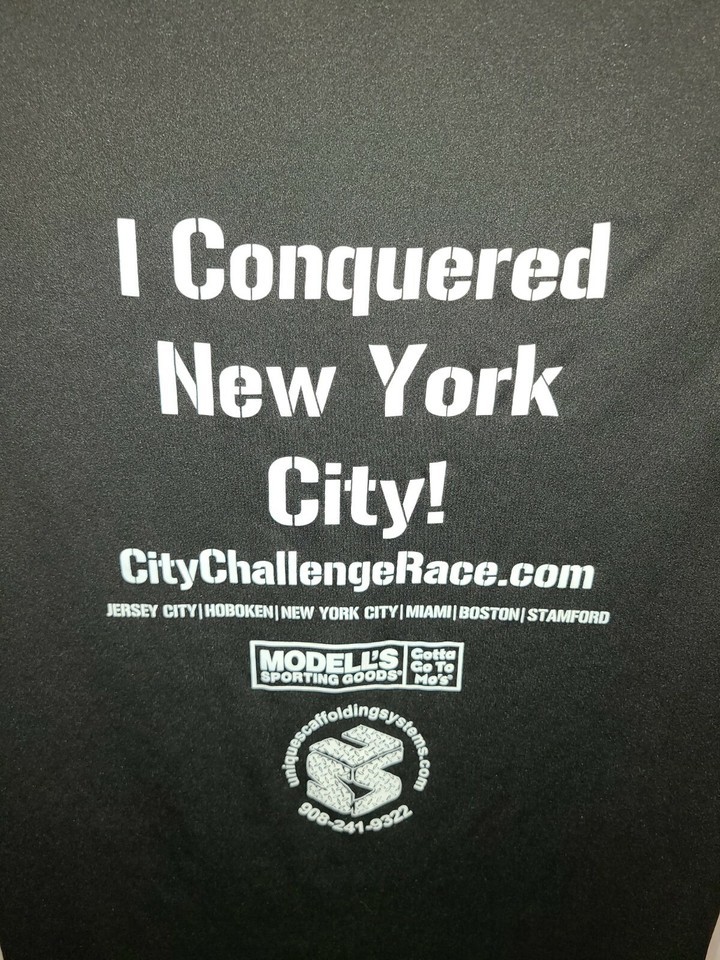 I Conquered
New York
City!
CityChallengeRace.com
JERSEY CITY|HOBOKEN|NEW YORK CITY|MIAMI|BOSTON|STAMFORD
MODELL'S
SPORTING GOODS®
Gotta
Go To
Mo's®
uniquescaffoldingsystems.com
US
908-241-9322